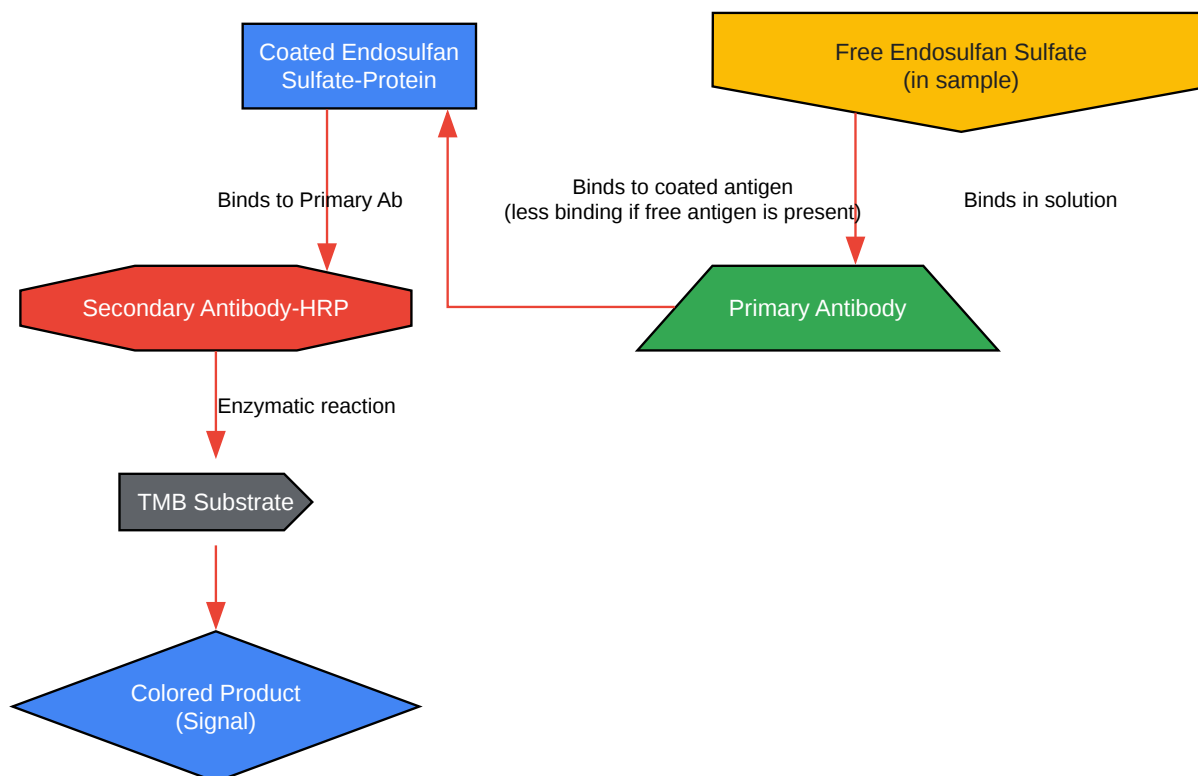 Coated Endosulfan
Sulfate-Protein
Free Endosulfan Sulfate
(in sample)
Binds to Primary Ab
Binds to coated antigen
(less binding if free antigen is present)
Binds in solution
Secondary Antibody-HRP
Primary Antibody
Enzymatic reaction
TMB Substrate
Colored Product
(Signal)